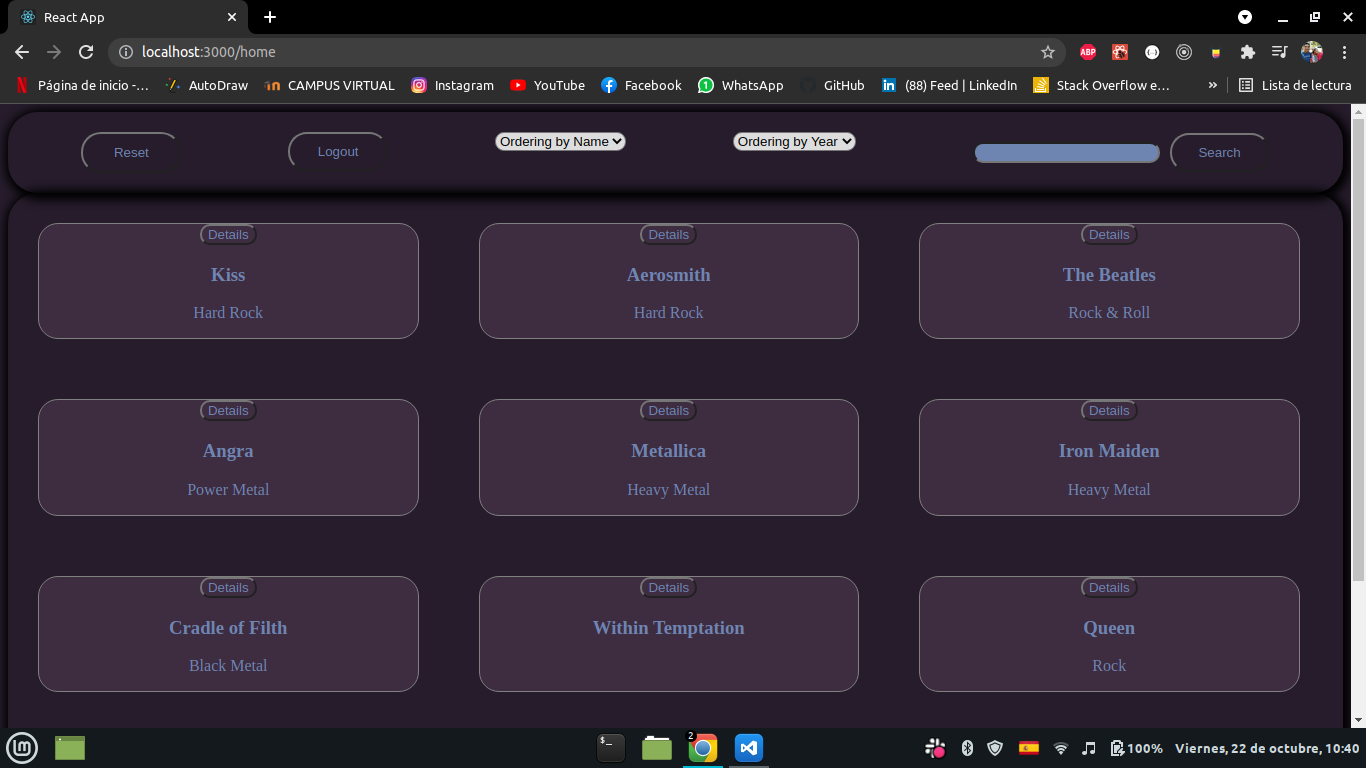 React App
localhost:3000/home
ABP
Página de inicio -... AutoDraw CAMPUS VIRTUAL Instagram YouTube Facebook WhatsApp GitHub (88) Feed | LinkedIn Stack Overflow e... » Lista de lectura
Reset Logout Ordering by Name Ordering by Year Search
Details Details Details
Kiss Aerosmith The Beatles
Hard Rock Hard Rock Rock & Roll
Details Details Details
Angra Metallica Iron Maiden
Power Metal Heavy Metal Heavy Metal
Details Details Details
Cradle of Filth Within Temptation Queen
Black Metal Rock
2 100% Viernes, 22 de octubre, 10:40